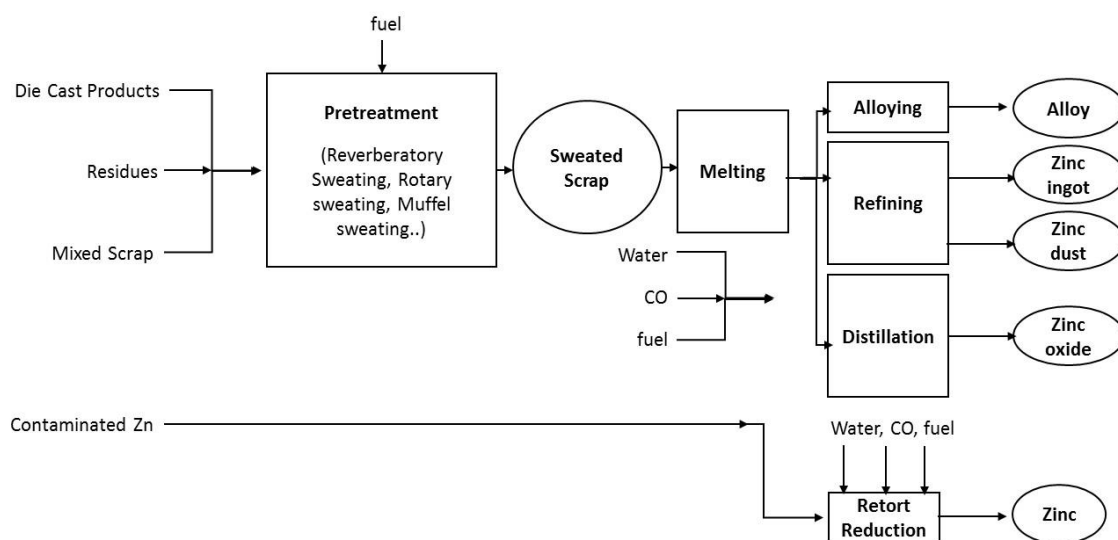 fuel
Die Cast Products
Residues
Mixed Scrap
Pretreatment
(Reverberatory
Sweating, Rotary
sweating, Muffel
sweating..)
Sweated
Scrap
Melting
Water
CO
fuel
Alloying
Alloy
Refining
Zinc
ingot
Zinc
dust
Distillation
Zinc
oxide
Contaminated Zn
Water, CO, fuel
Retort
Reduction
Zinc